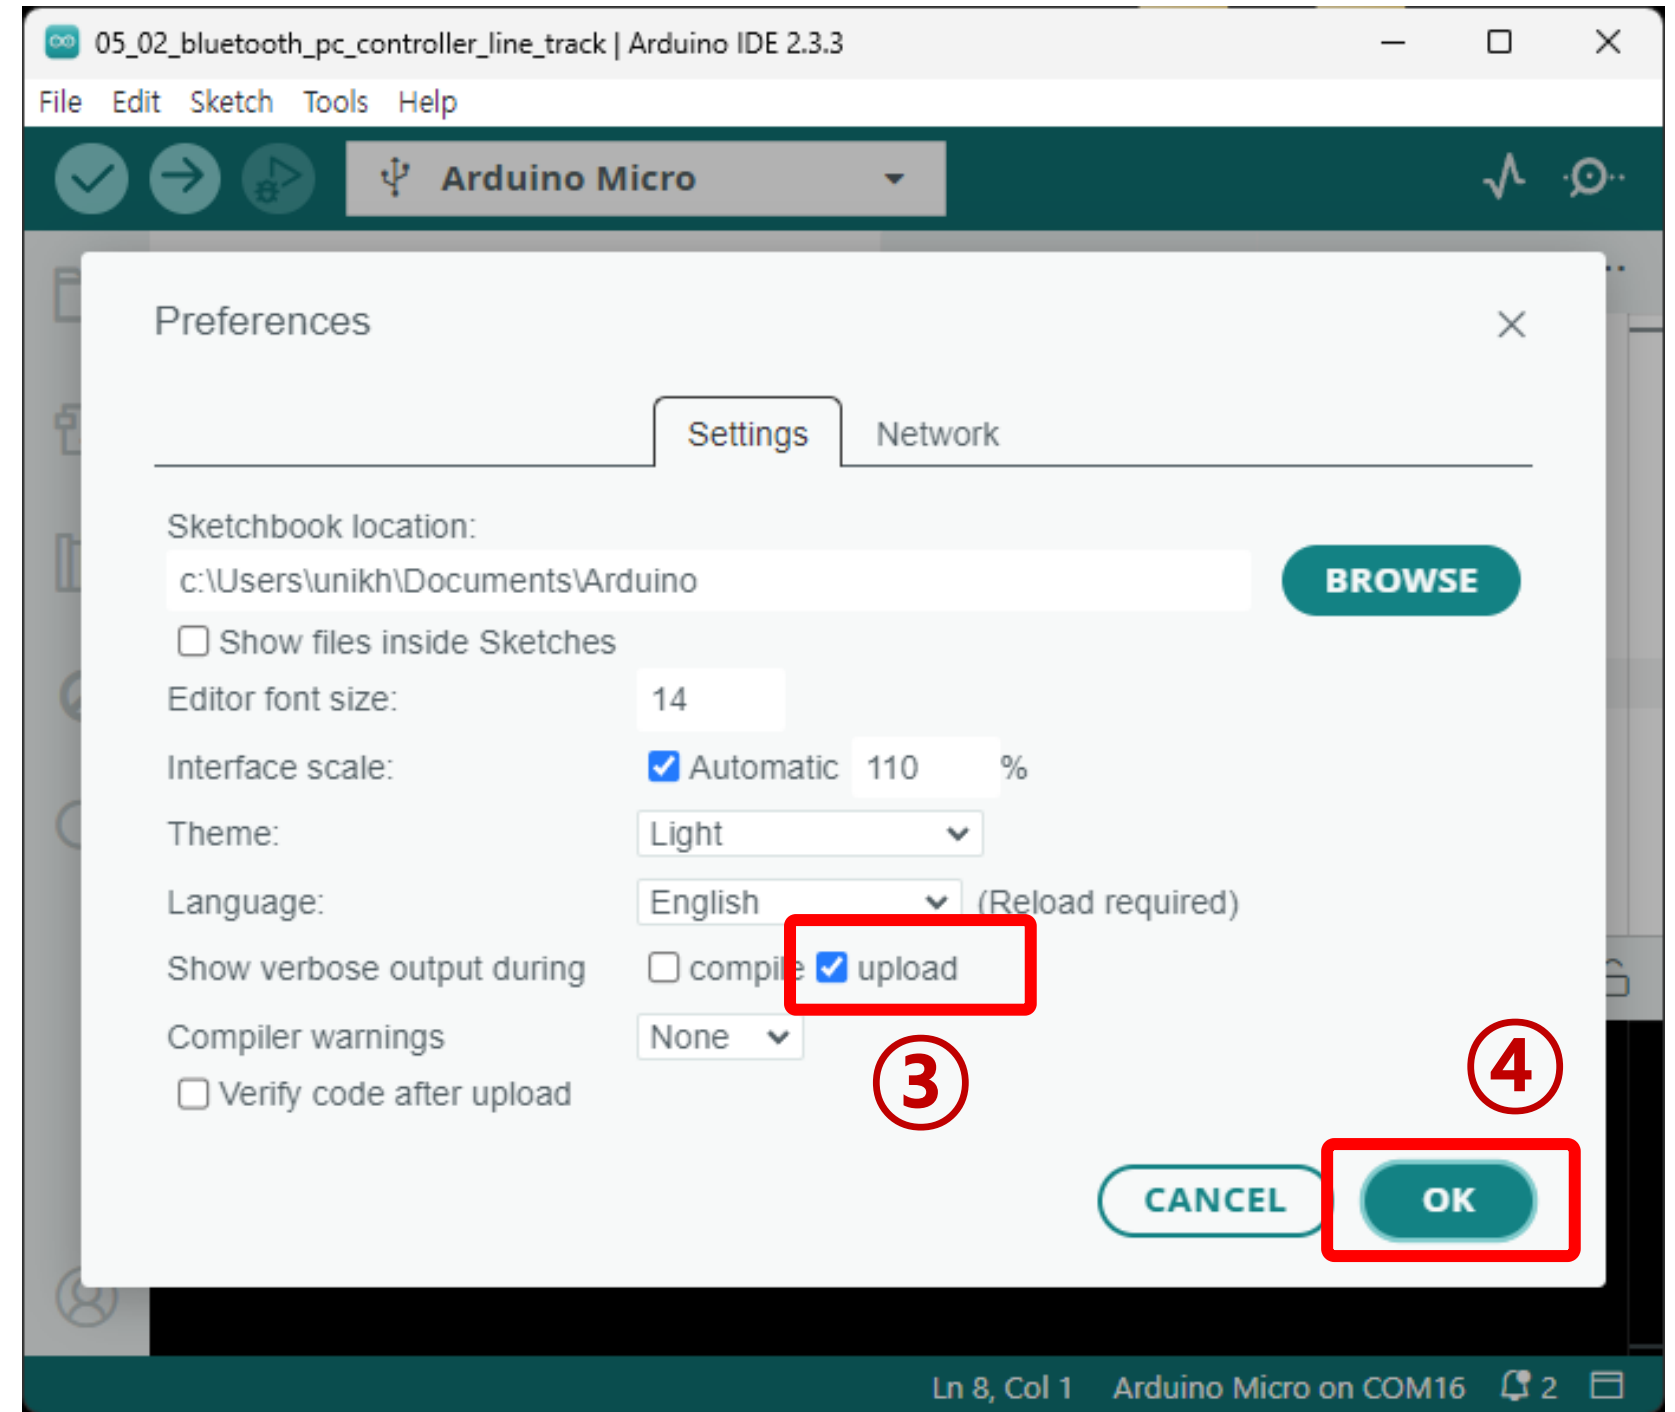 05_02_bluetooth_pc_controller_line_track | Arduino IDE 2.3.3
File Edit Sketch Tools Help
Arduino Micro
Preferences
Settings Network
Sketchbook location:
c:\Users\unikh\Documents\Arduino
BROWSE
Show files inside Sketches
Editor font size: 14
Interface scale: Automatic 110 %
Theme: Light
Language: English (Reload required)
Show verbose output during compile upload
Compiler warnings None
③
④
Verify code after upload
CANCEL OK
Ln 8, Col 1 Arduino Micro on COM16 2